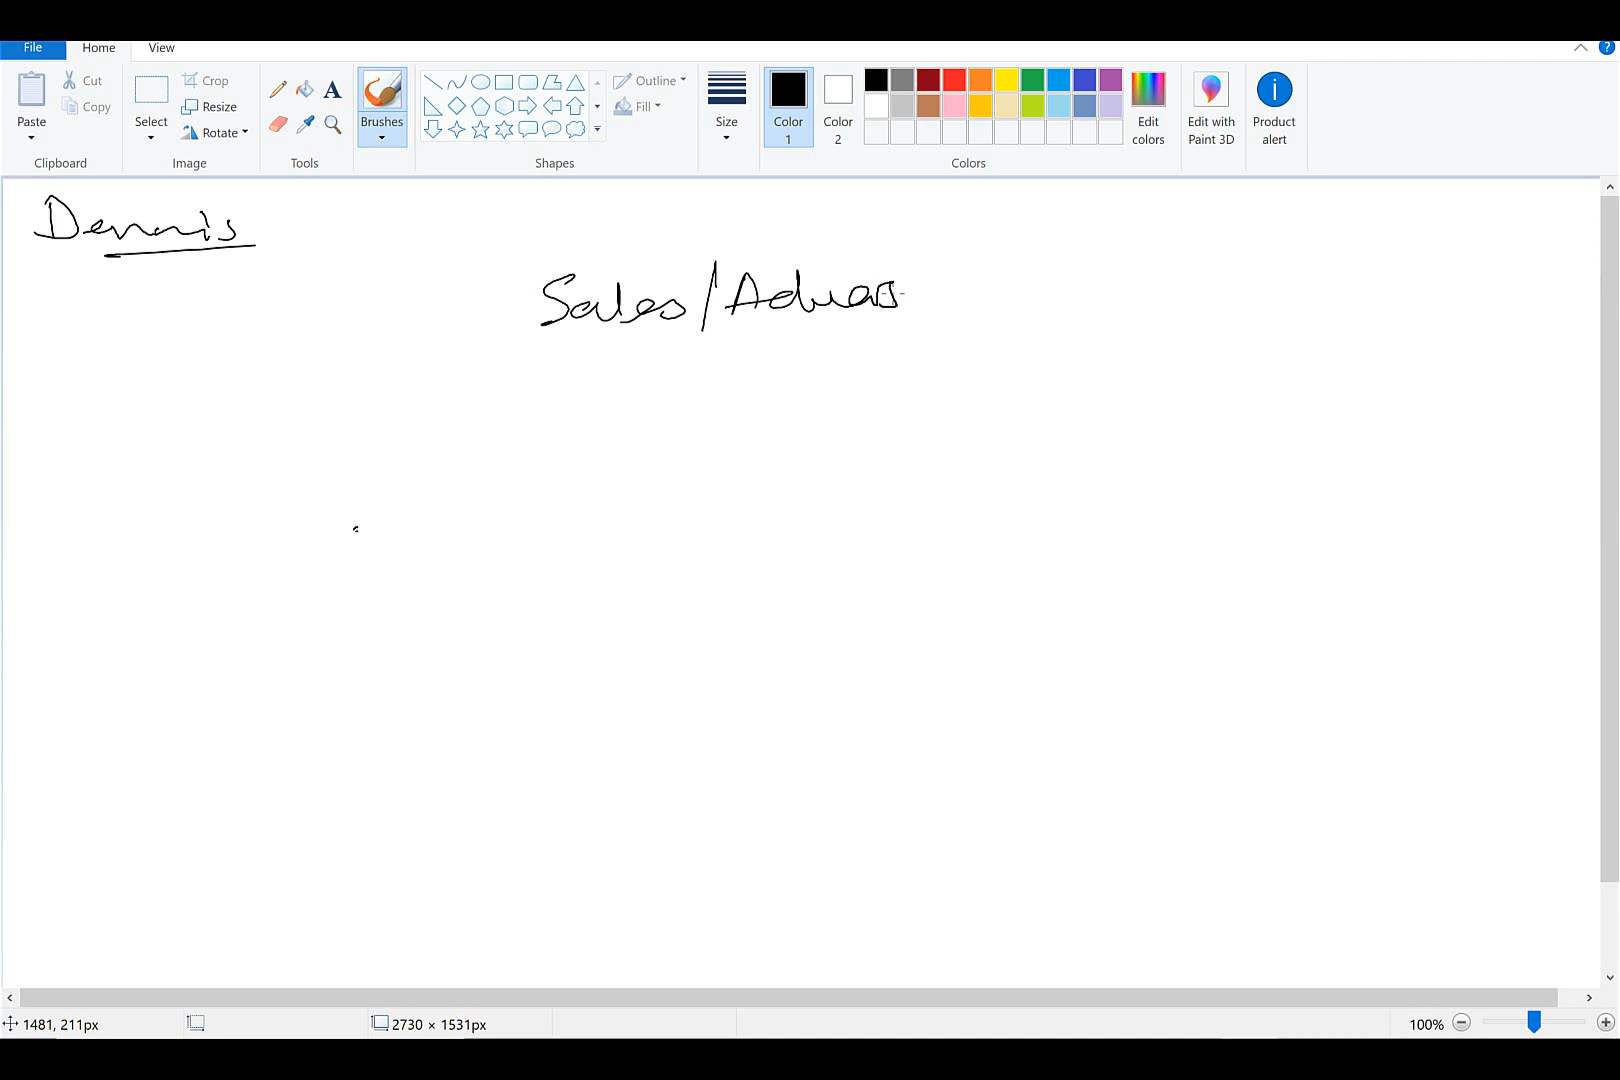 File Home View
Paste Cut Copy Clipboard
Select Crop Resize Rotate Image
Tools
Brushes
Outline Fill Shapes
Size
Color 1 Color 2 Edit colors Colors
Edit with Paint 3D
Product alert
Dennis
Sales/
1481, 211px 2730 × 1531px 100%